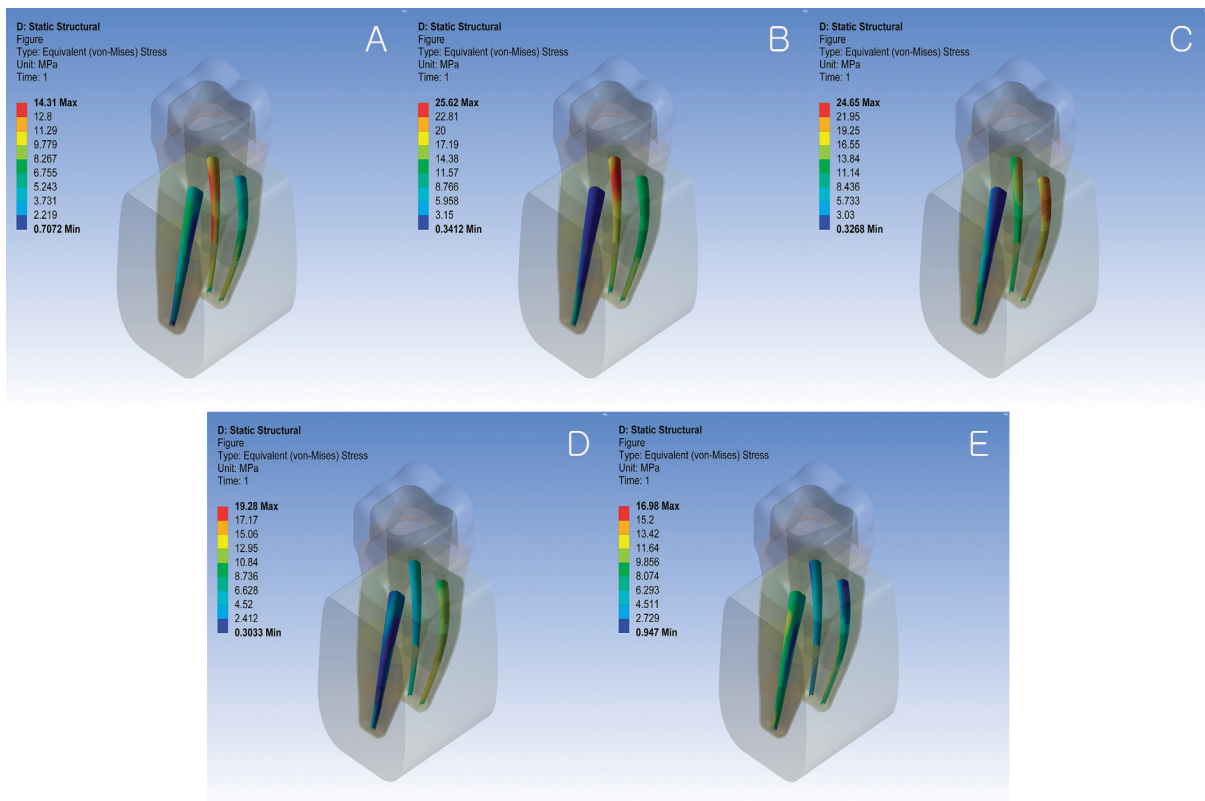 D: Static Structural
Figure
Type: Equivalent (von-Mises) Stress
Unit: MPa
Time: 1
A
14.31 Max
12.8
11.29
9.779
8.267
6.755
5.243
3.731
2.219
0.7072 Min
D: Static Structural
Figure
Type: Equivalent (von-Mises) Stress
Unit: MPa
Time: 1
B
25.62 Max
22.81
20
17.19
14.38
11.57
8.766
5.958
3.15
0.3412 Min
D: Static Structural
Figure
Type: Equivalent (von-Mises) Stress
Unit: MPa
Time: 1
C
24.65 Max
21.95
19.25
16.55
13.84
11.14
8.436
5.733
3.03
0.3268 Min
D: Static Structural
Figure
Type: Equivalent (von-Mises) Stress
Unit: MPa
Time: 1
D
19.28 Max
17.17
15.06
12.95
10.84
8.736
6.628
4.52
2.412
0.3033 Min
D: Static Structural
Figure
Type: Equivalent (von-Mises) Stress
Unit: MPa
Time: 1
E
16.98 Max
15.2
13.42
11.64
9.856
8.074
6.293
4.511
2.729
0.947 Min